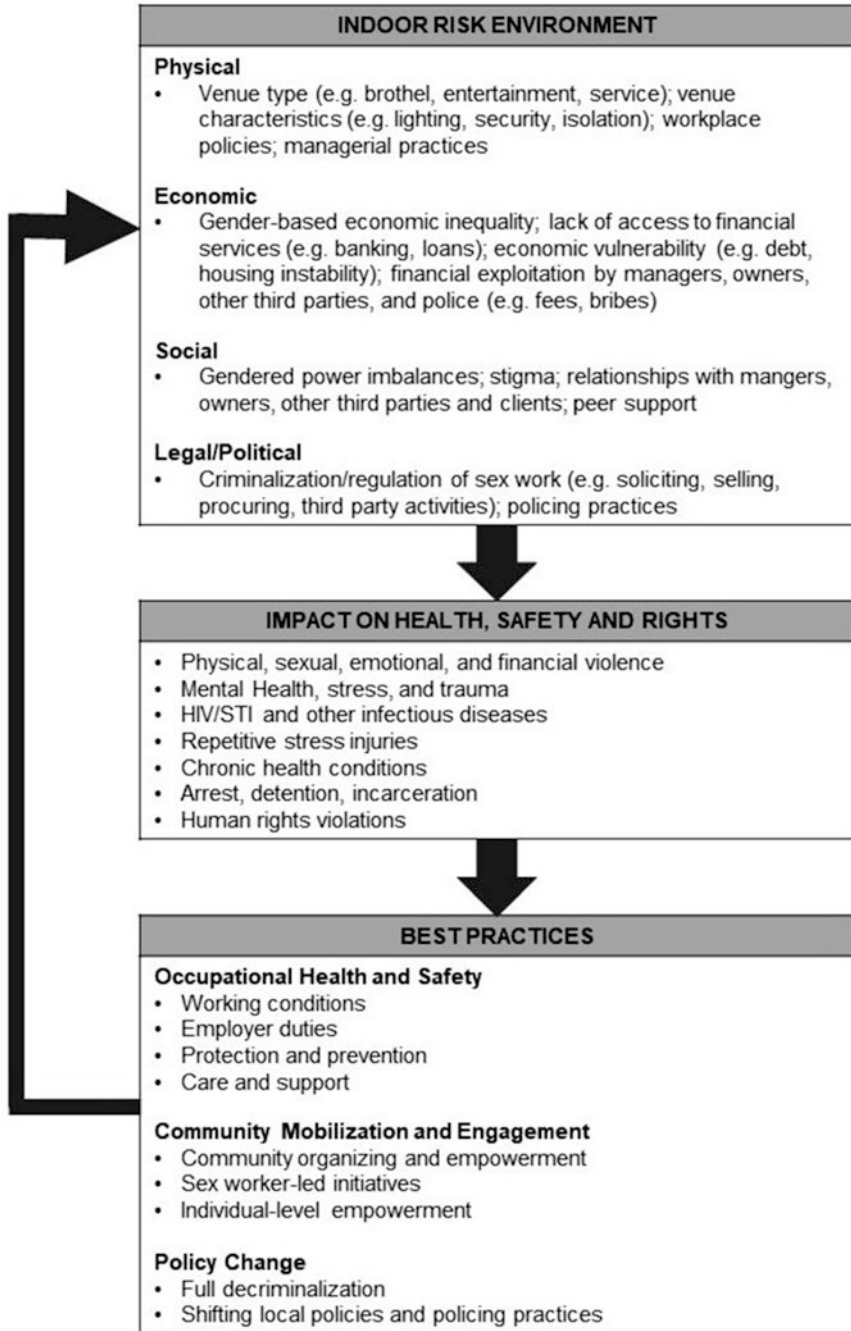 INDOOR RISK ENVIRONMENT
Physical
• Venue type (e.g. brothel, entertainment, service); venue
characteristics (e.g. lighting, security, isolation); workplace
policies; managerial practices
Economic
• Gender-based economic inequality; lack of access to financial
services (e.g. banking, loans); economic vulnerability (e.g. debt,
housing instability); financial exploitation by managers, owners,
other third parties, and police (e.g. fees, bribes)
Social
• Gendered power imbalances; stigma; relationships with mangers,
owners, other third parties and clients; peer support
Legal/Political
• Criminalization/regulation of sex work (e.g. soliciting, selling,
procuring, third party activities); policing practices
IMPACT ON HEALTH, SAFETY AND RIGHTS
• Physical, sexual, emotional, and financial violence
• Mental Health, stress, and trauma
• HIV/STI and other infectious diseases
• Repetitive stress injuries
• Chronic health conditions
• Arrest, detention, incarceration
• Human rights violations
BEST PRACTICES
Occupational Health and Safety
• Working conditions
• Employer duties
• Protection and prevention
• Care and support
Community Mobilization and Engagement
• Community organizing and empowerment
• Sex worker-led initiatives
• Individual-level empowerment
Policy Change
• Full decriminalization
• Shifting local policies and policing practices